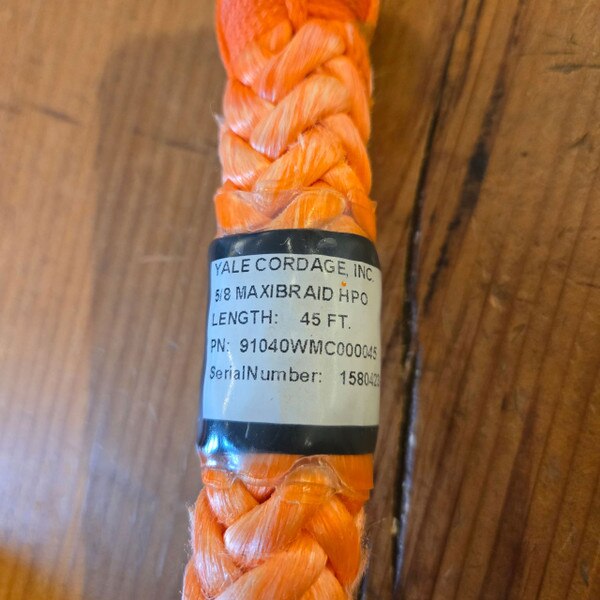 YALE CORDAGE, INC.
5/8 MAXIBRAID HPO
LENGTH: 45 FT.
PN: 91040WMC000045
SerialNumber: